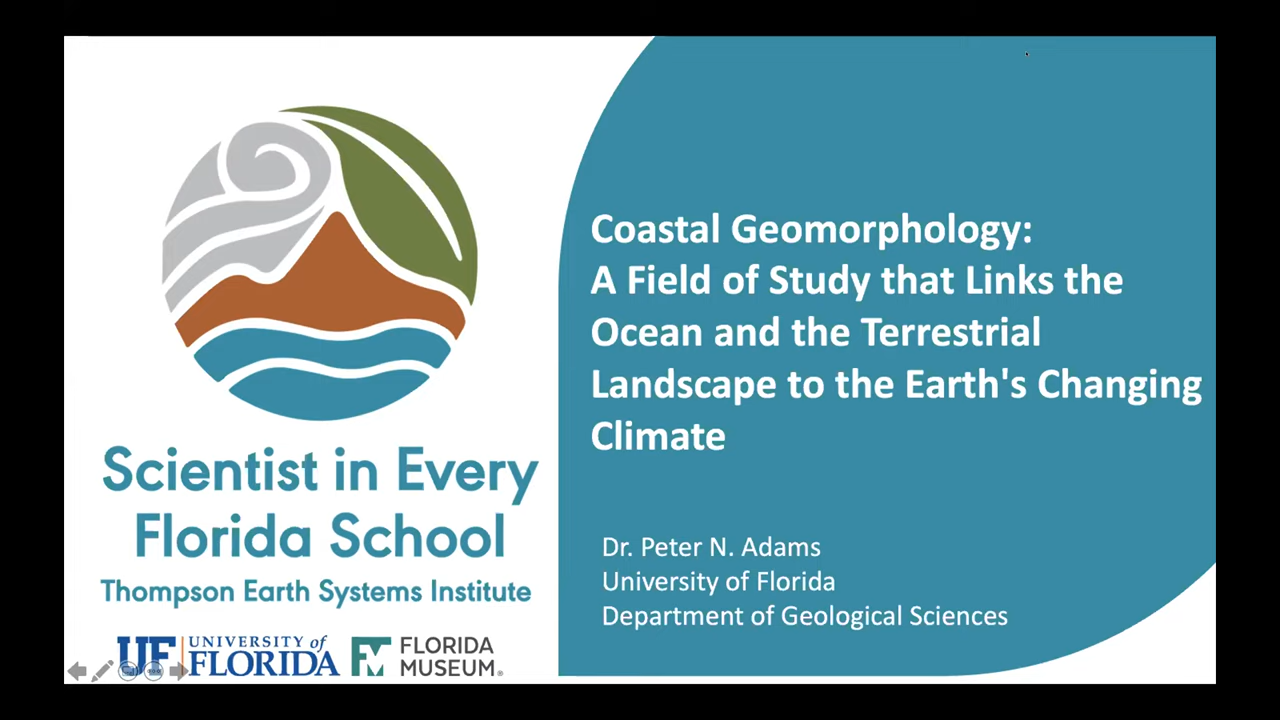 Coastal Geomorphology:
A Field of Study that Links the
Ocean and the Terrestrial
Landscape to the Earth's Changing
Climate
Dr. Peter N. Adams
University of Florida
Department of Geological Sciences
Scientist in Every
Florida School
Thompson Earth Systems Institute
UF UNIVERSITY of
FLORIDA
FLORIDA
MUSEUM®